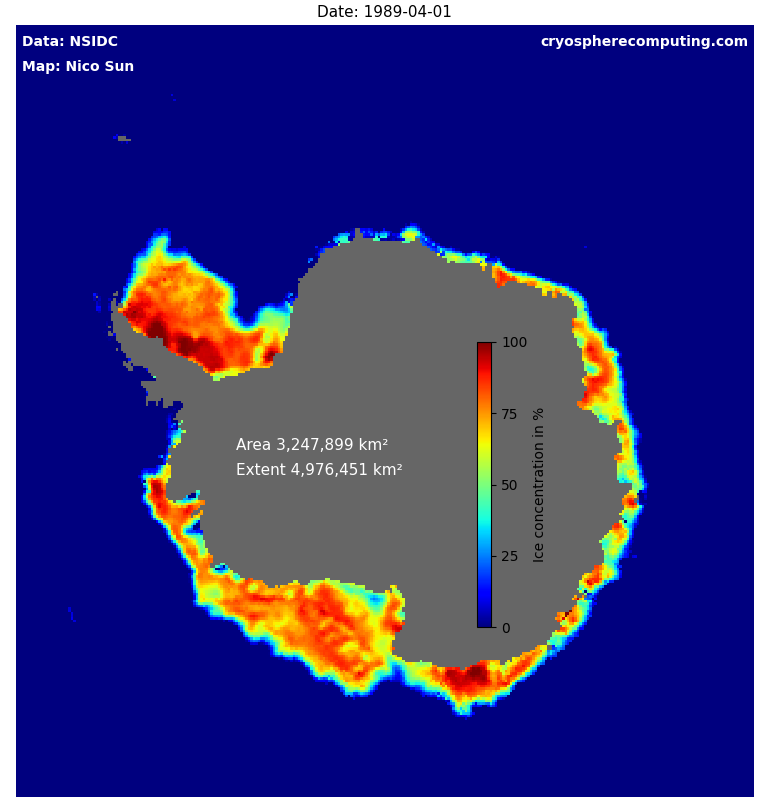 Date: 1989-04-01
Data: NSIDC
cryospherecomputing.com
Map: Nico Sun
100
75
50
25
0
Ice concentration in %
Area 3,247,899 km²
Extent 4,976,451 km²